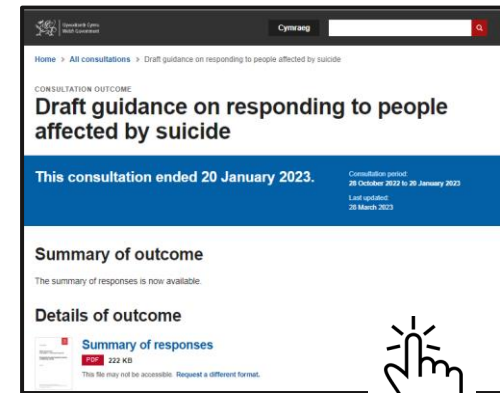 Llywodraeth Cymru
Welsh Government
Cymraeg
Home > All consultations > Draft guidance on responding to people affected by suicide
CONSULTATION OUTCOME
Draft guidance on responding to people
affected by suicide
This consultation ended 20 January 2023.
Consultation period:
28 October 2022 to 20 January 2023
Last updated:
28 March 2023
Summary of outcome
The summary of responses is now available.
Details of outcome
Summary of responses
PDF 222 KB
This file may not be accessible. Request a different format.